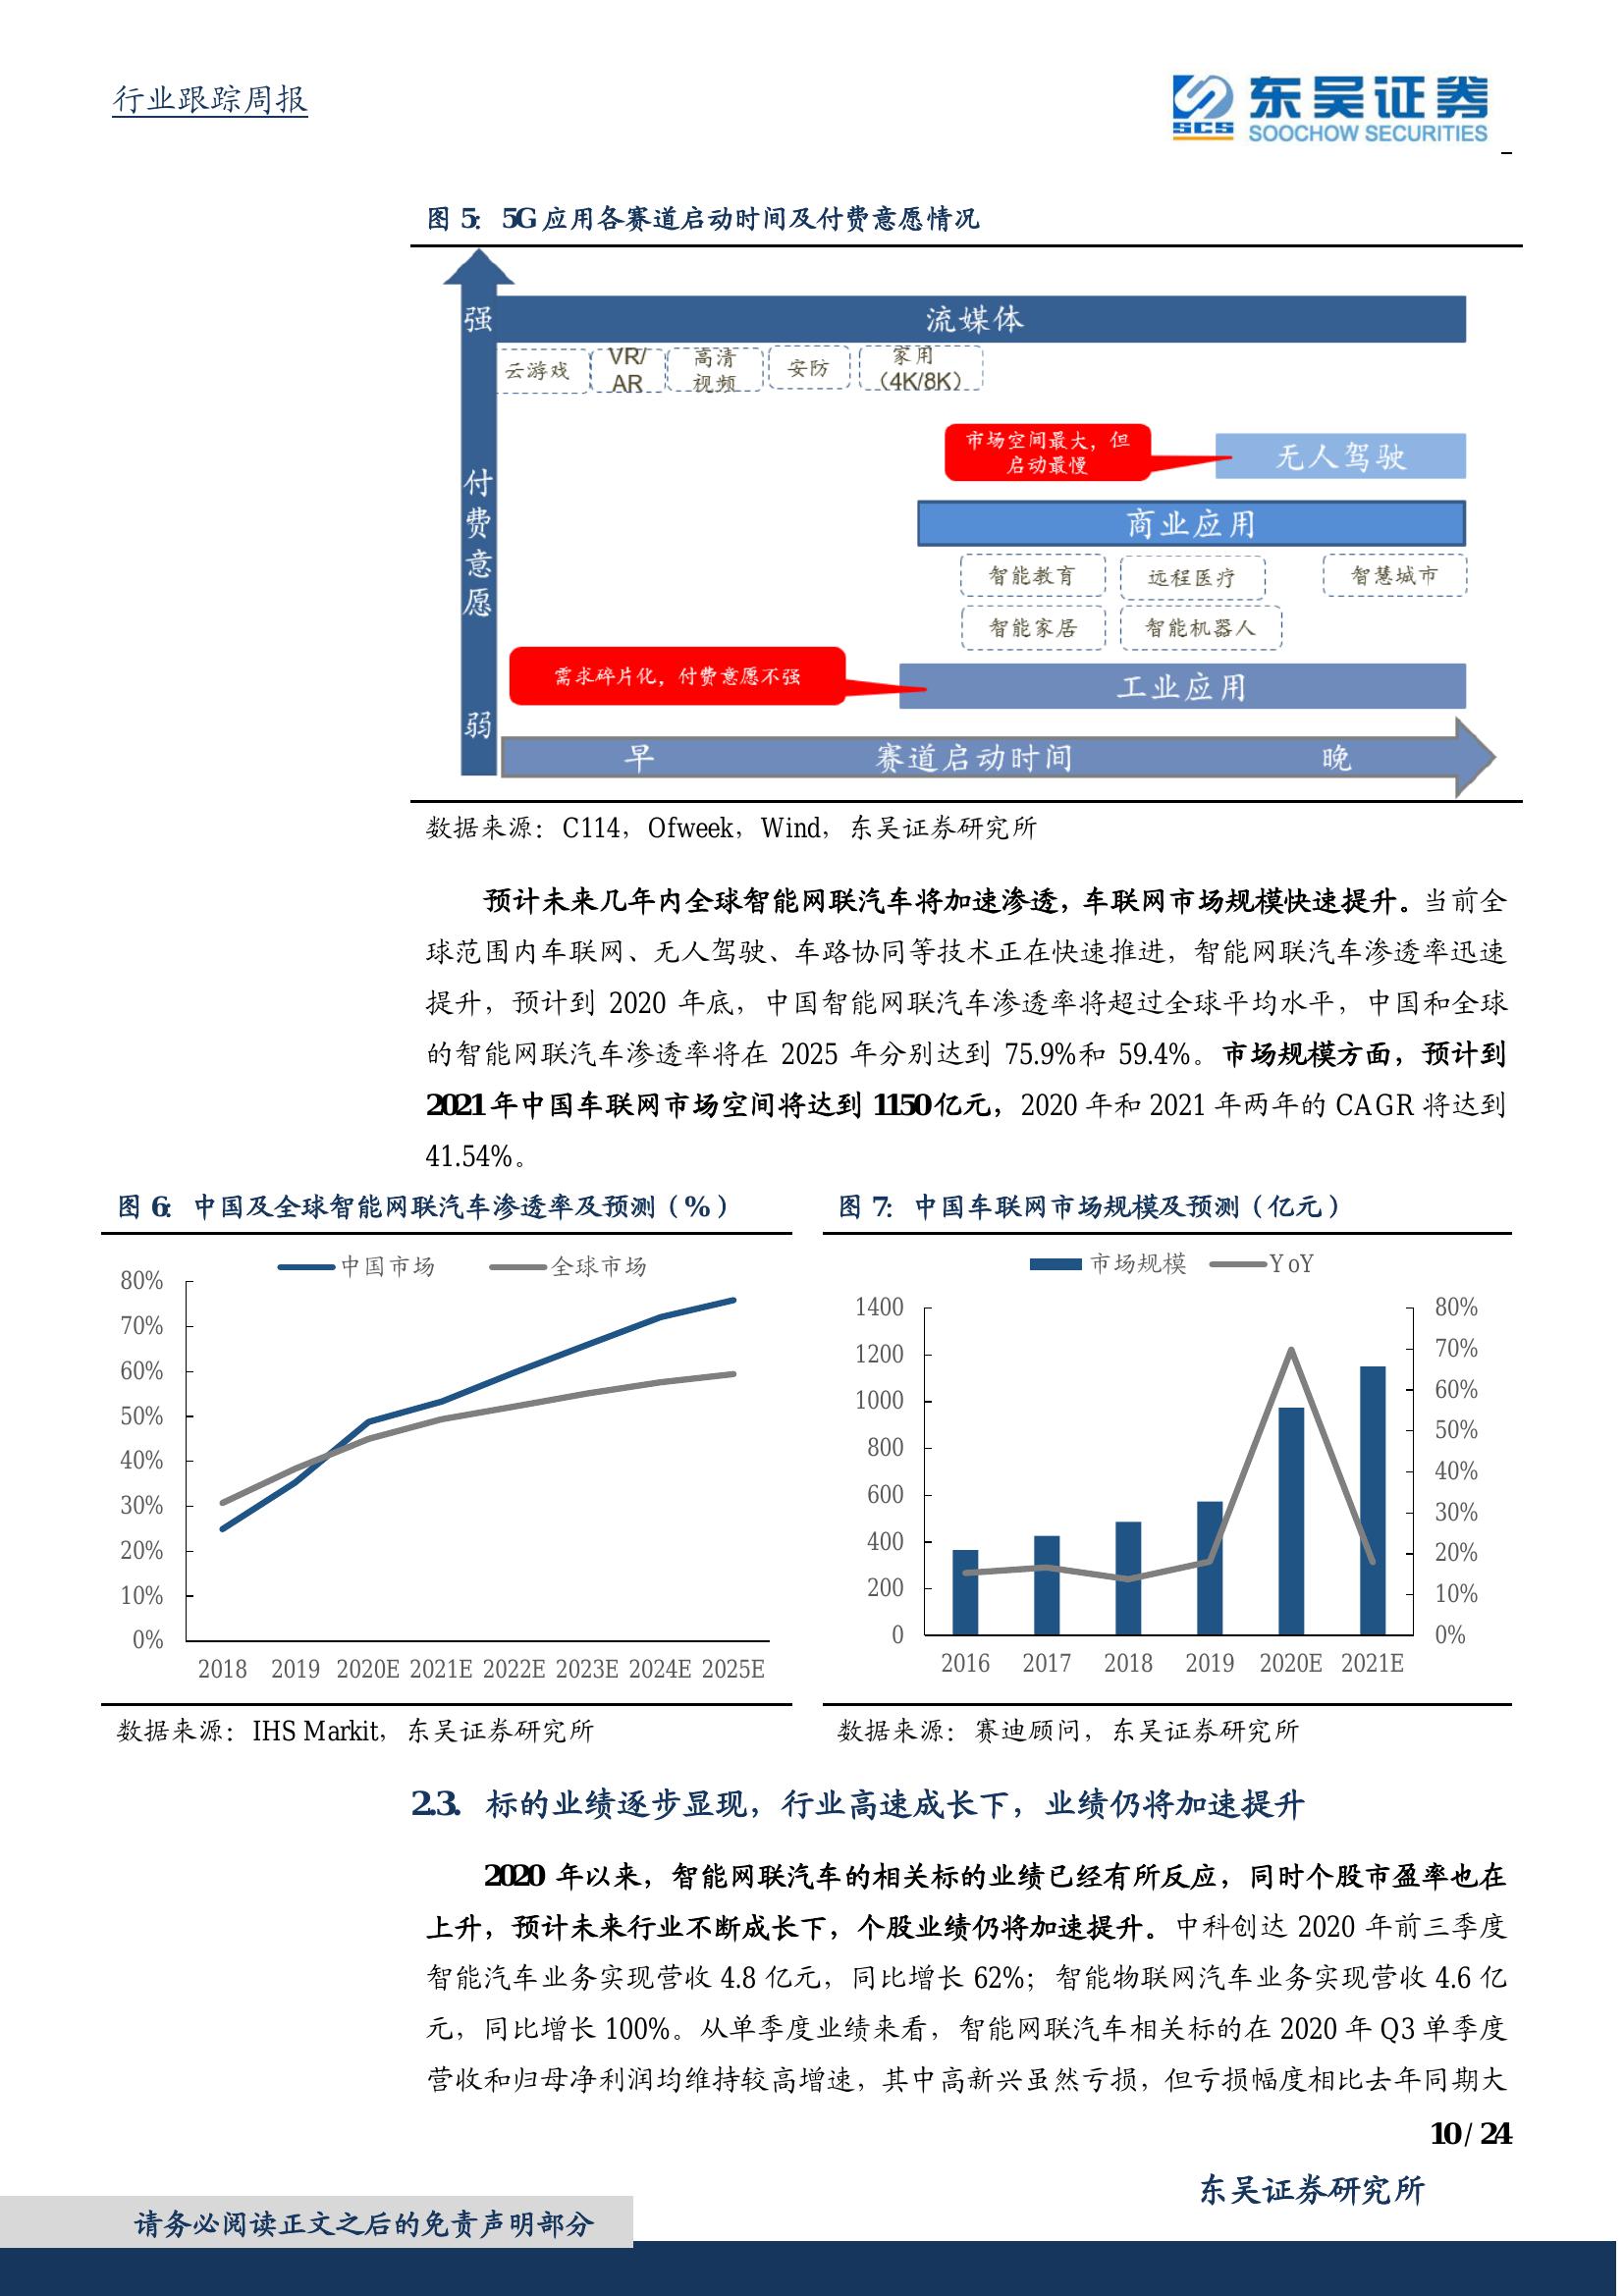 行业跟踪周报
东吴证券
SCS
SOOCHOW SECURITIES
图 5: 5G 应用各赛道启动时间及付费意愿情况
强
流媒体
云游戏
VR/
AR
高清
视频
安防
家用
（4K/8K）
市场空间最大，但
启动最慢
无人驾驶
付
费
意
愿
商业应用
智能教育
远程医疗
智慧城市
智能家居
智能机器人
需求碎片化，付费意愿不强
工业应用
弱
早
赛道启动时间
晚
数据来源：C114，Ofweek，Wind，东吴证券研究所
预计未来几年内全球智能网联汽车将加速渗透，车联网市场规模快速提升。当前全
球范围内车联网、无人驾驶、车路协同等技术正在快速推进，智能网联汽车渗透率迅速
提升，预计到 2020 年底，中国智能网联汽车渗透率将超过全球平均水平，中国和全球
的智能网联汽车渗透率将在 2025 年分别达到 75.9%和 59.4%。市场规模方面，预计到
2021 年中国车联网市场空间将达到 1150 亿元，2020 年和 2021 年两年的 CAGR 将达到
41.54%。
图 6: 中国及全球智能网联汽车渗透率及预测（%）
中国市场 全球市场
80%
70%
60%
50%
40%
30%
20%
10%
0%
2018 2019 2020E 2021E 2022E 2023E 2024E 2025E
数据来源：IHS Markit，东吴证券研究所
图 7: 中国车联网市场规模及预测（亿元）
市场规模 YoY
1400
1200
1000
800
600
400
200
0
80%
70%
60%
50%
40%
30%
20%
10%
0%
2016 2017 2018 2019 2020E 2021E
数据来源：赛迪顾问，东吴证券研究所
2.3. 标的业绩逐步显现，行业高速成长下，业绩仍将加速提升
2020 年以来，智能网联汽车的相关标的业绩已经有所反应，同时个股市盈率也在
上升，预计未来行业不断成长下，个股业绩仍将加速提升。中科创达 2020 年前三季度
智能汽车业务实现营收 4.8 亿元，同比增长 62%；智能物联网汽车业务实现营收 4.6 亿
元，同比增长 100%。从单季度业绩来看，智能网联汽车相关标的在 2020 年 Q3 单季度
营收和归母净利润均维持较高增速，其中高新兴虽然亏损，但亏损幅度相比去年同期大
10 / 24
东吴证券研究所
请务必阅读正文之后的免责声明部分